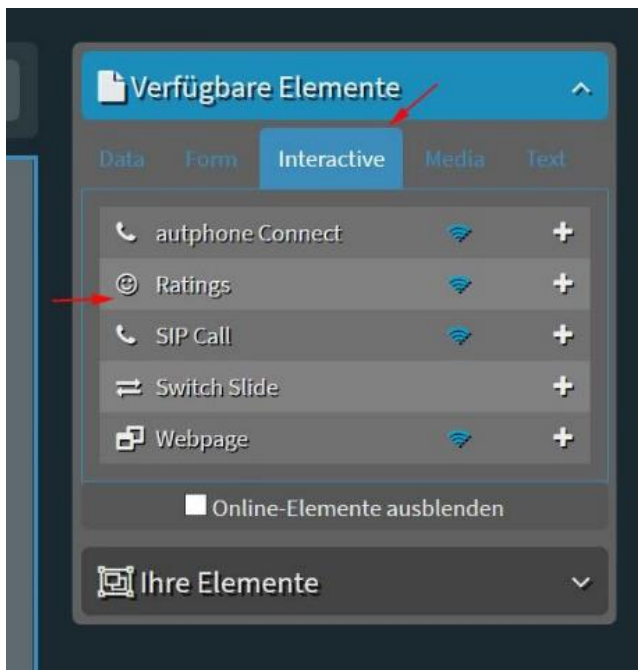 Verfügbare Elemente
Data Form Interactive Media Text
autphone Connect
Ratings
SIP Call
Switch Slide
Webpage
Online-Elemente ausblenden
Ihre Elemente